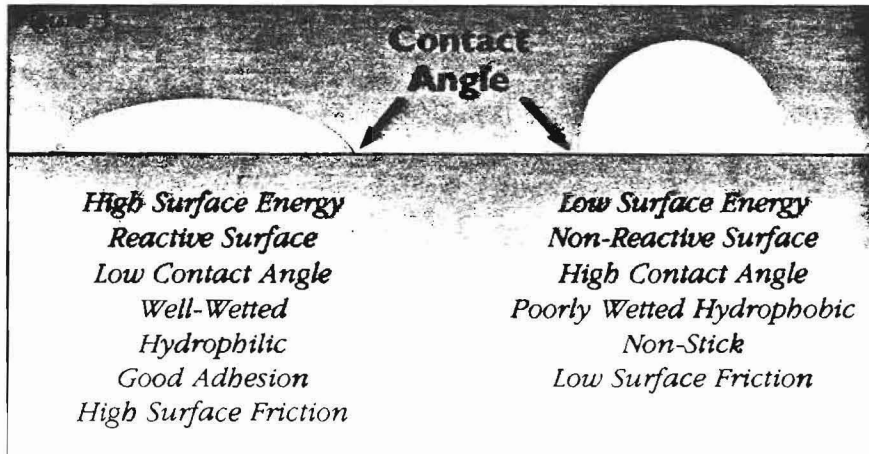 Contact
Angle
High Surface Energy
Reactive Surface
Low Contact Angle
Well-Wetted
Hydrophilic
Good Adhesion
High Surface Friction
Low Surface Energy
Non-Reactive Surface
High Contact Angle
Poorly Wetted Hydrophobic
Non-Stick
Low Surface Friction